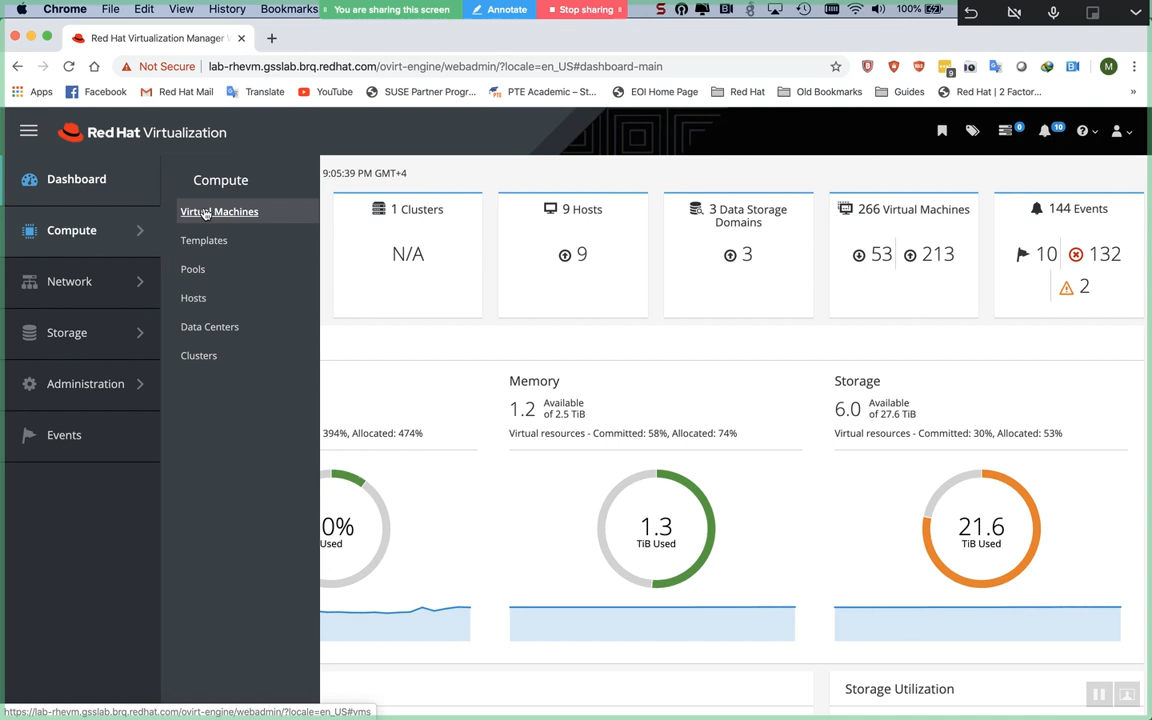 Chrome File Edit View History Bookmarks You are sharing this screen Annotate Stop sharing 100%
Red Hat Virtualization Manager
Not Secure lab-rhevm.gsslab.brq.redhat.com/ovirt-engine/webadmin/?locale=en_US#dashboard-main 9 M
Apps Facebook Red Hat Mail Translate YouTube SUSE Partner Progr... PTE Academic – St... EOI Home Page Red Hat Old Bookmarks Guides Red Hat | 2 Factor... »
Red Hat Virtualization 0 10
Dashboard
Compute
Network
Storage
Administration
Events
Compute
Virtual Machines
Templates
Pools
Hosts
Data Centers
Clusters
9:05:39 PM GMT+4
1 Clusters
N/A
9 Hosts
9
3 Data Storage
Domains
3
266 Virtual Machines
53 213
144 Events
10 132
2
394%, Allocated: 474%
0%
Used
Memory
1.2 Available
of 2.5 TiB
Virtual resources - Committed: 58%, Allocated: 74%
1.3
TiB Used
Storage
6.0 Available
of 27.6 TiB
Virtual resources - Committed: 30%, Allocated: 53%
21.6
TiB Used
Storage Utilization
https://lab-rhevm.gsslab.brq.redhat.com/ovirt-engine/webadmin/?locale=en_US#vms